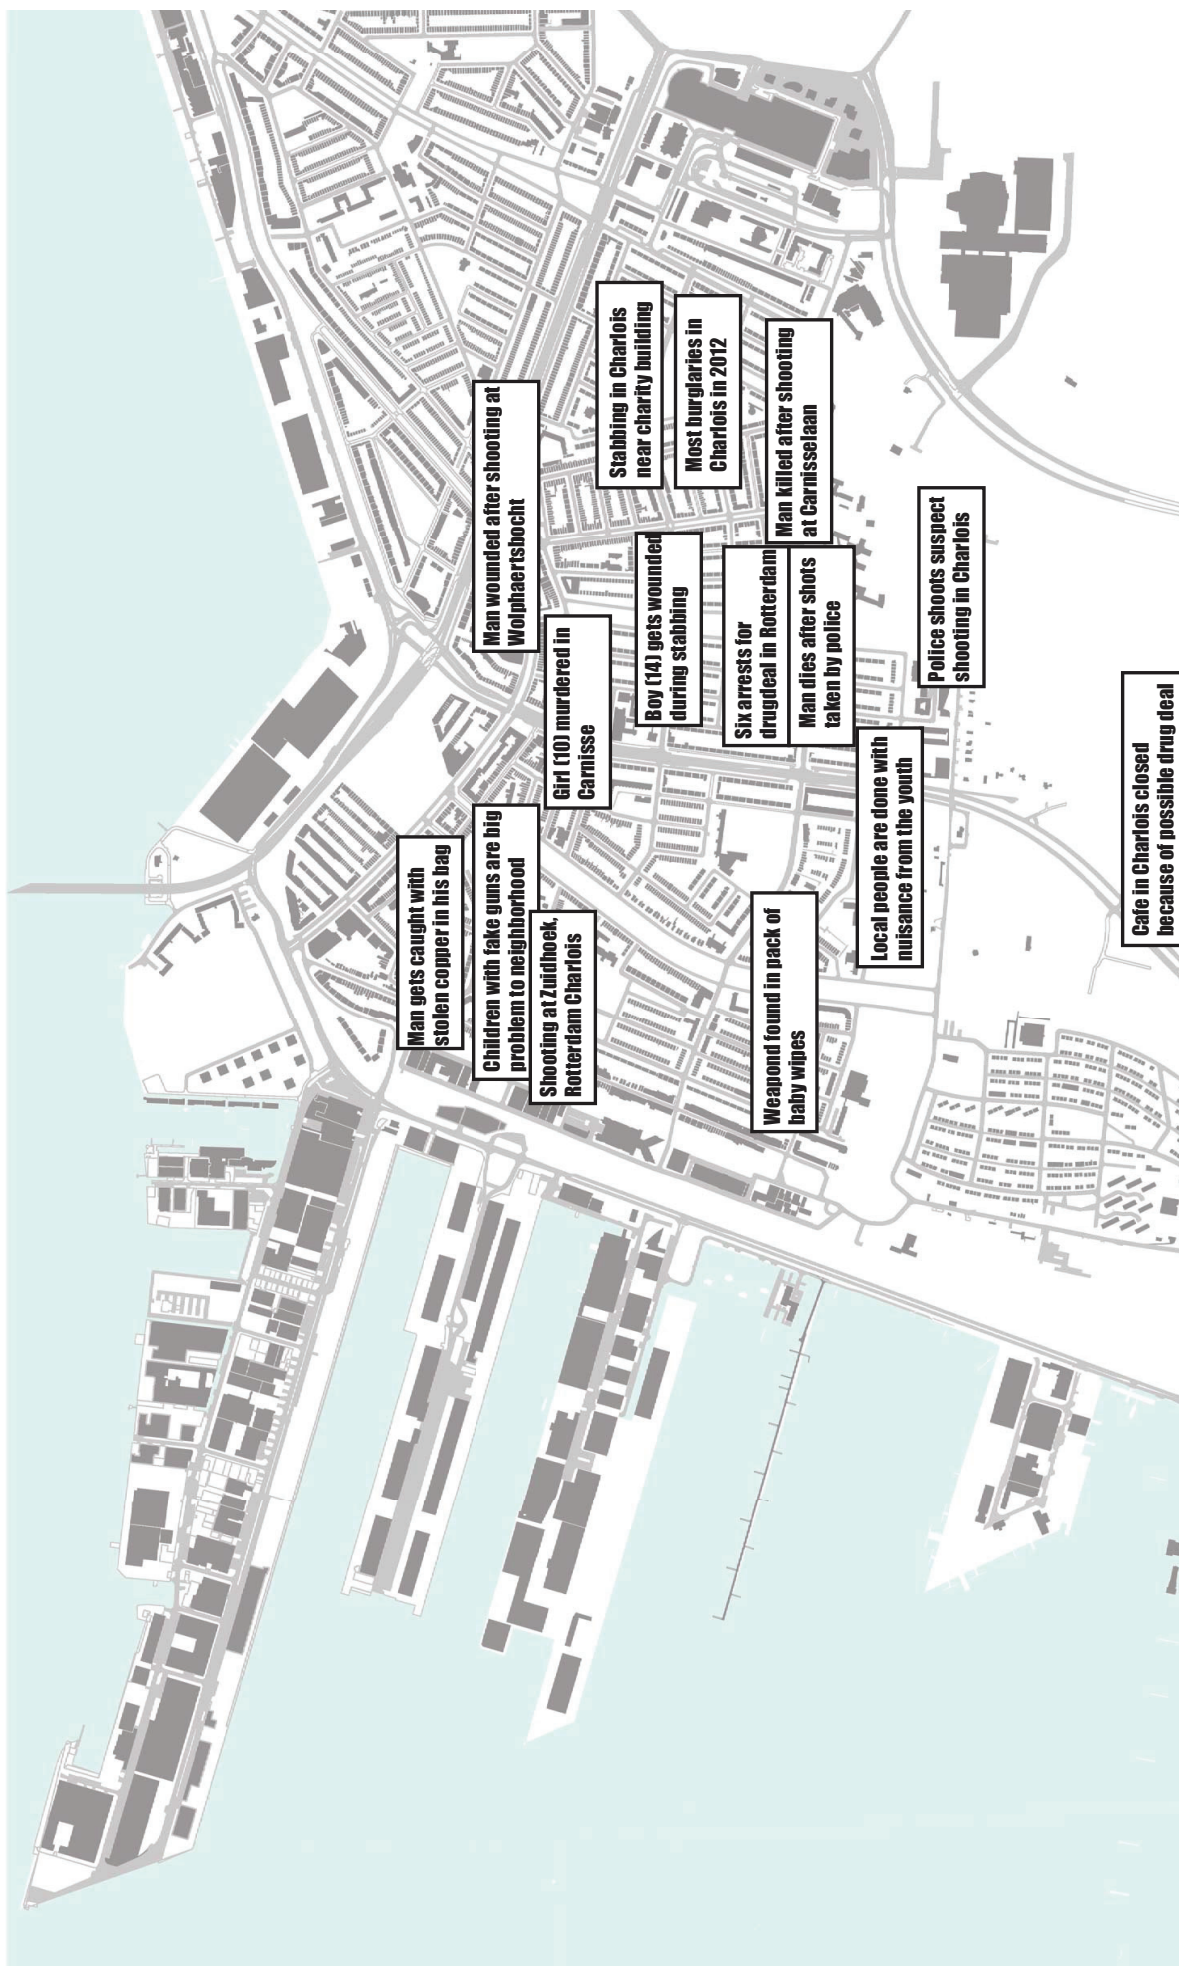 Man gets caught with
stolen copper in his bag
Children with fake guns are big
problem to neighborhood
Shooting at Zuidhoek,
Rotterdam Charlois
Man wounded after shooting at
Wolphaertsbocht
Girl (10) murdered in
Carnisse
Stabbing in Charlois
near charity building
Boy (14) gets wounded
during stabbing
Most burglaries in
Charlois in 2012
Six arrests for
drugdeal in Rotterdam
Man killed after shooting
at Carnisselaan
Man dies after shots
taken by police
Weapond found in pack of
baby wipes
Local people are done with
nuisance from the youth
Police shoots suspect
shooting in Charlois
Cafe in Charlois closed
because of possible drug deal